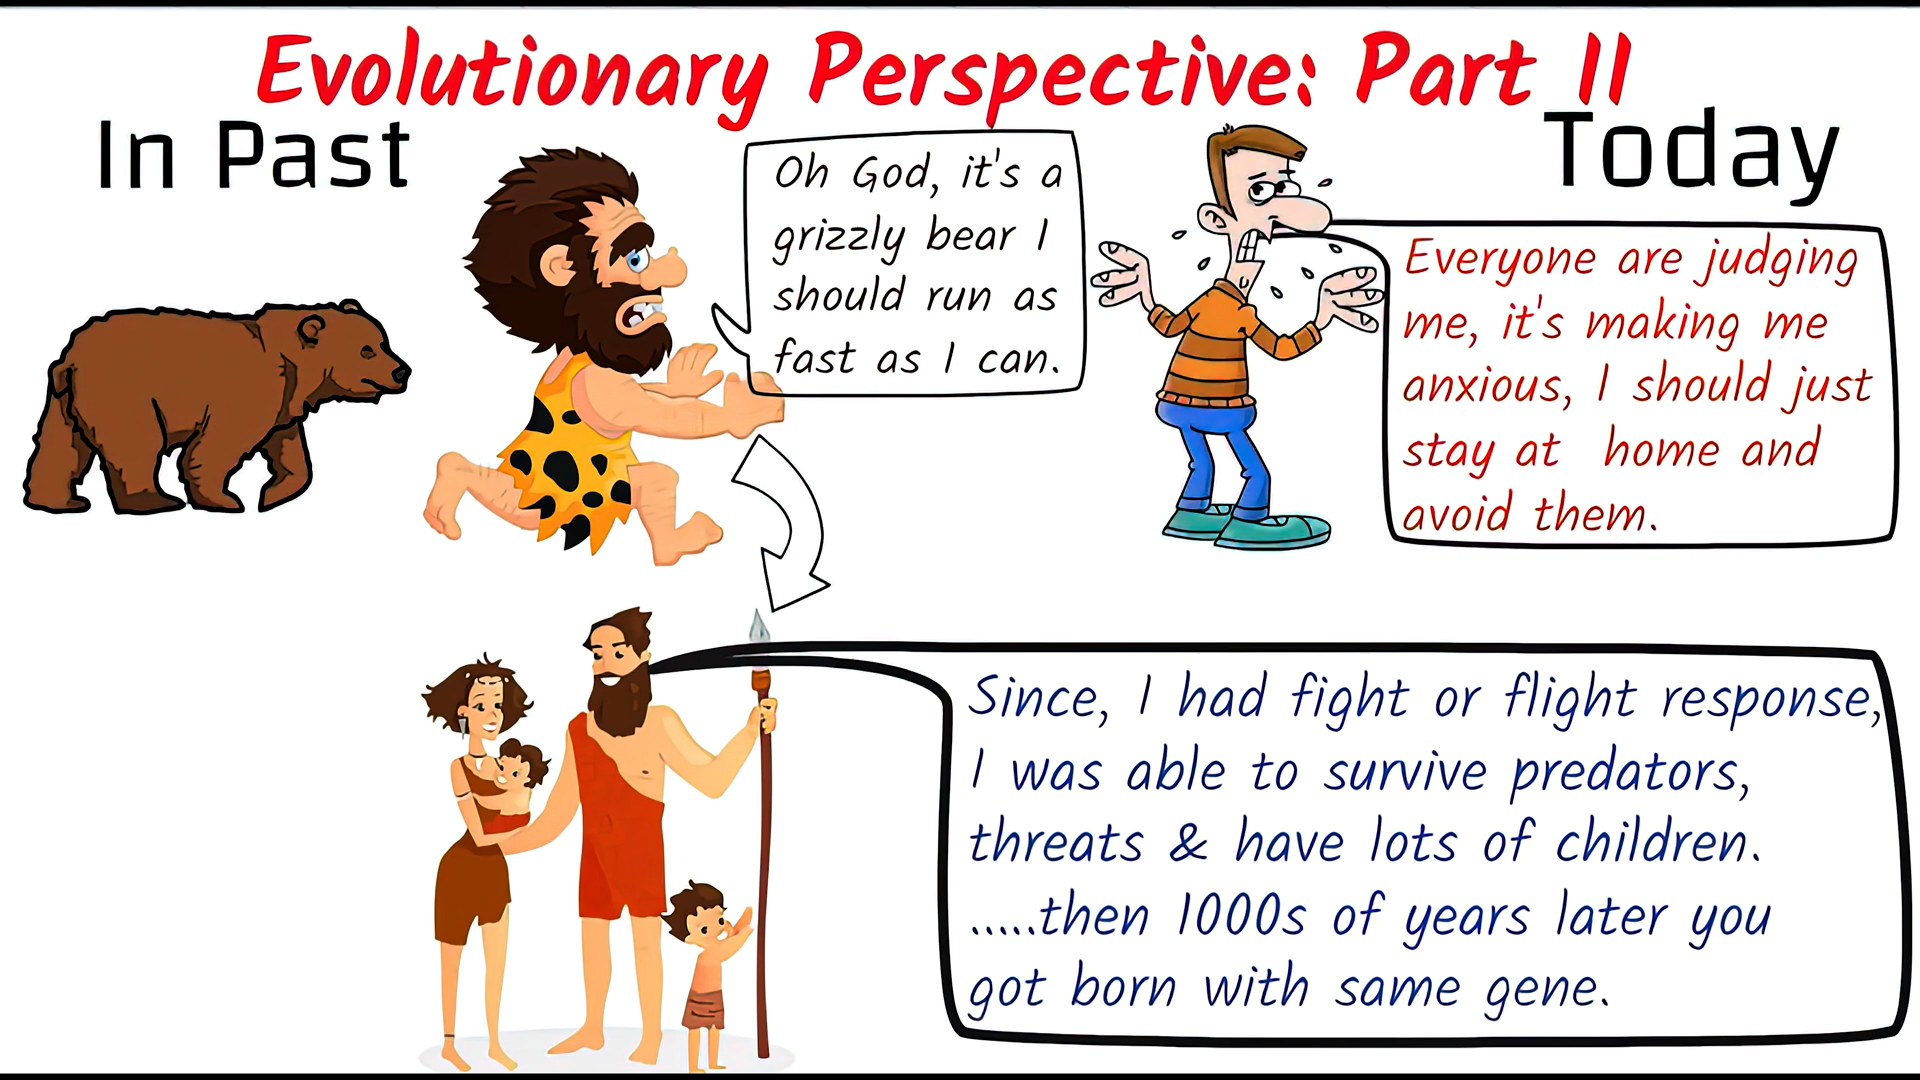 Evolutionary Perspective: Part II
In Past
Today
Oh God, it's a
grizzly bear I
should run as
fast as I can.
Everyone are judging
me, it's making me
anxious, I should just
stay at home and
avoid them.
Since, I had fight or flight response,
I was able to survive predators,
threats & have lots of children.
.....then 1000s of years later you
got born with same gene.